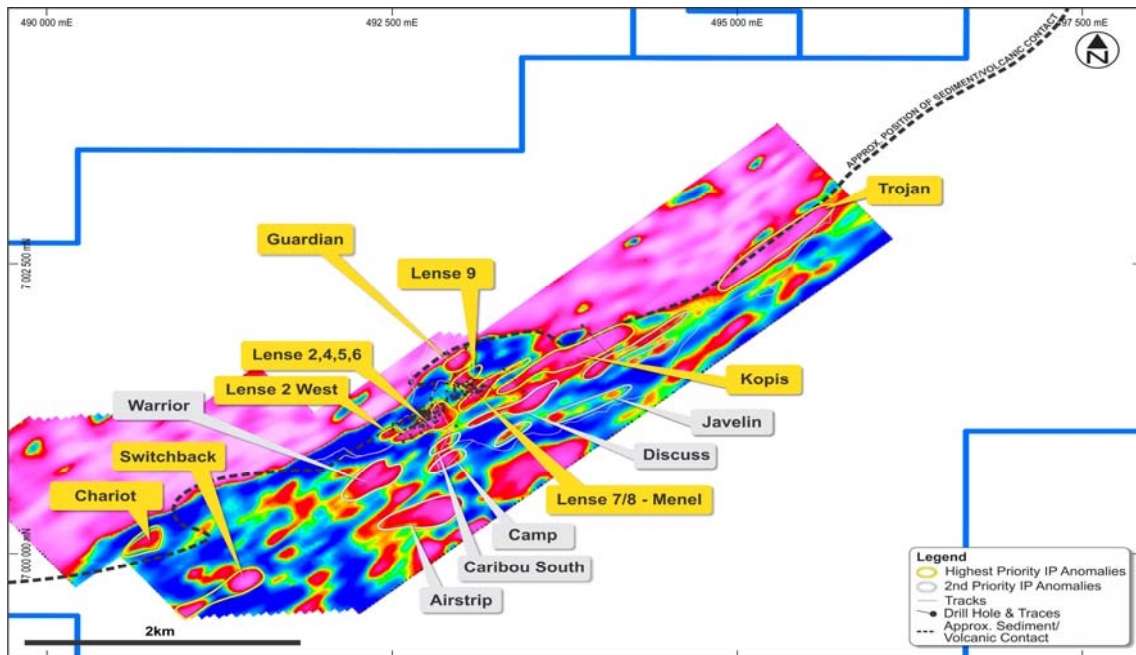 490 000 mE
492 500 mE
495 000 mE
497 500 mE
N
APPROX. POSITION OF SEDIMENT/VOLCANIC CONTACT
Trojan
Guardian
7 002 500 mN
Lense 9
Lense 2,4,5,6
Lense 2 West
Kopis
Warrior
Javelin
Switchback
Discuss
Chariot
Lense 7/8 - Menel
Camp
7 000 000 mN
Caribou South
Airstrip
2km
Legend
Highest Priority IP Anomalies
2nd Priority IP Anomalies
Tracks
Drill Hole & Traces
Approx. Sediment/
Volcanic Contact